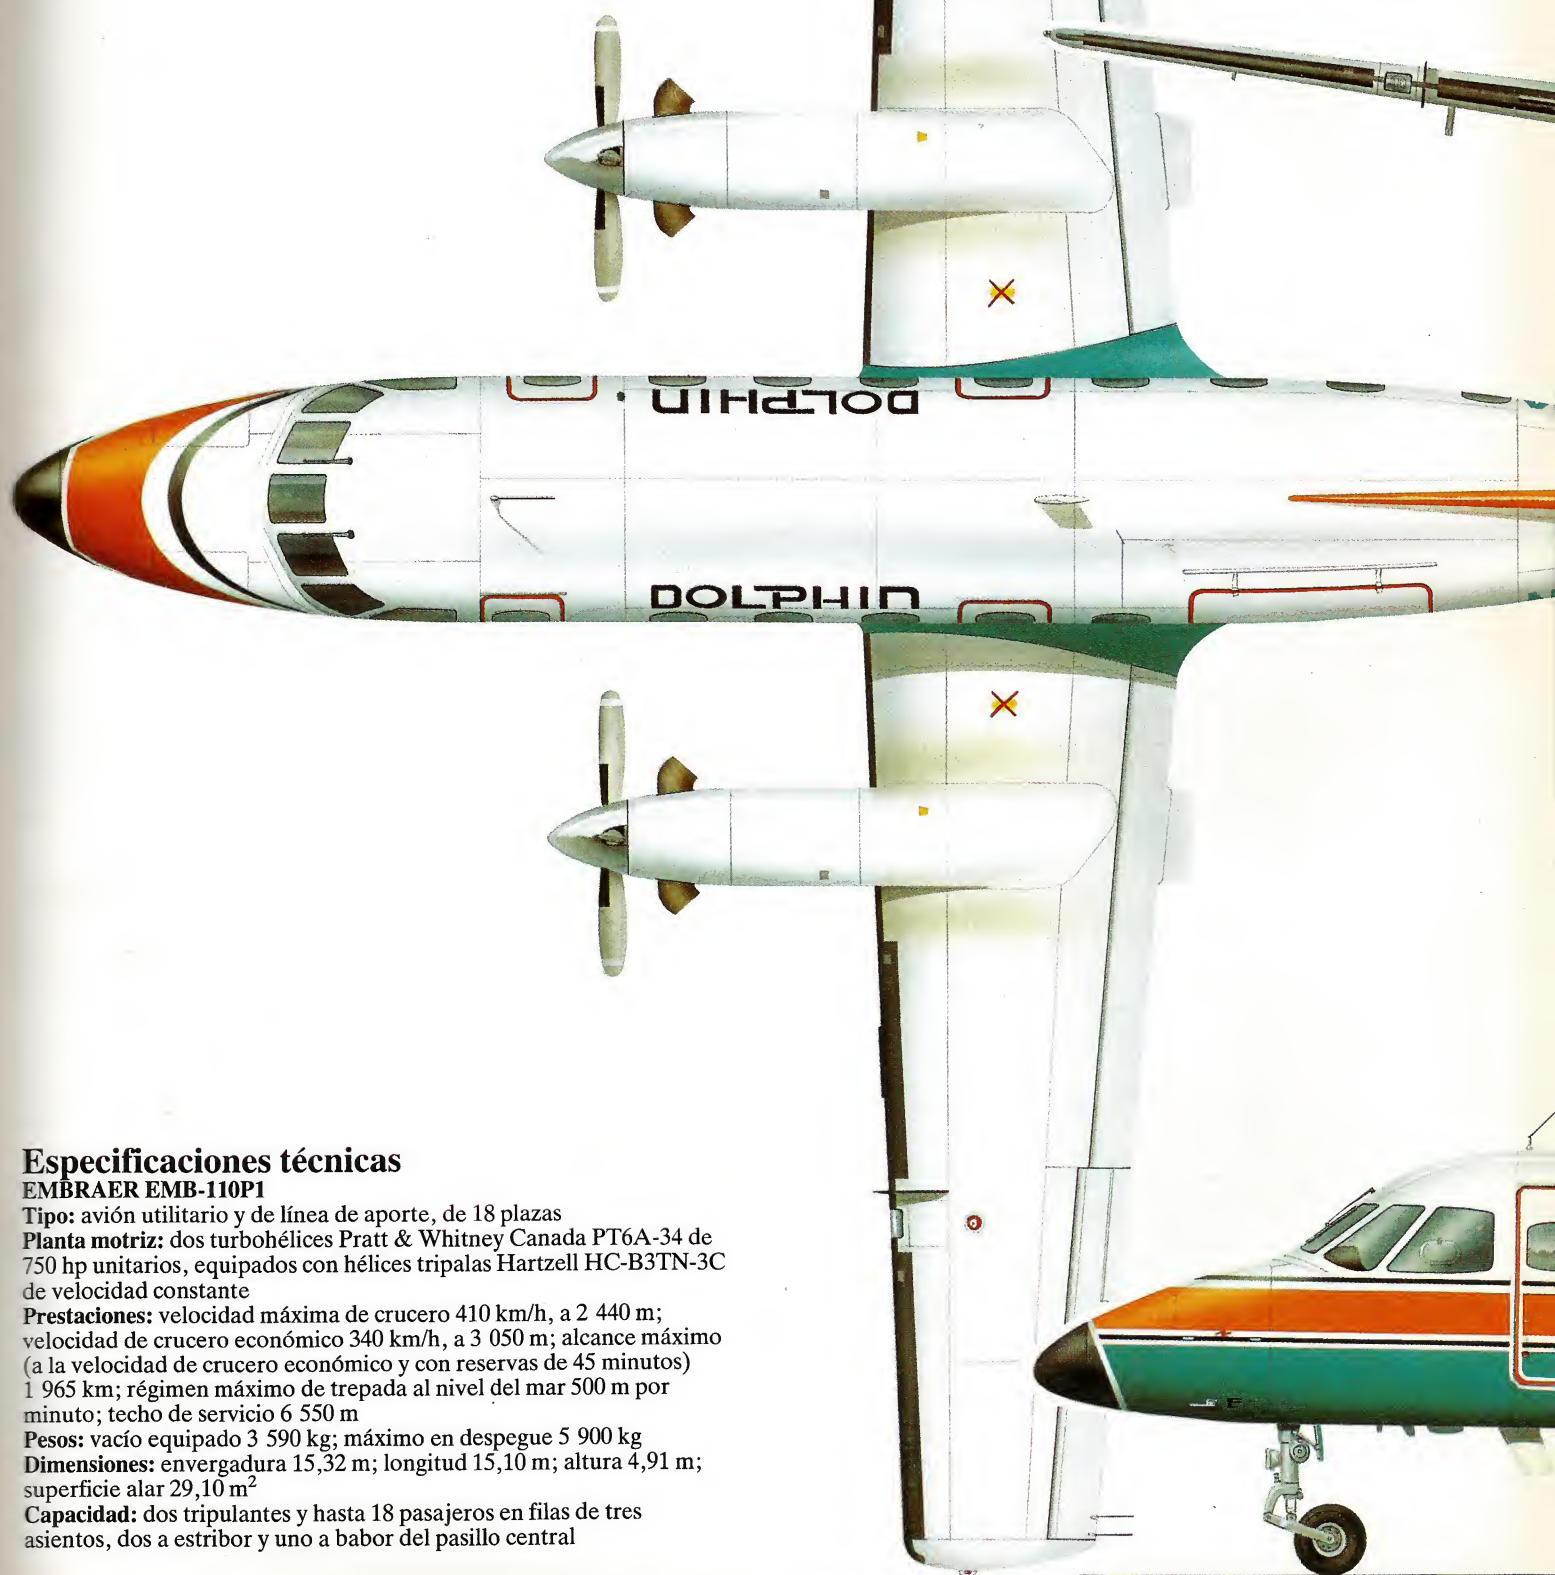 DOLPHIN
DOLPHIN
Especificaciones técnicas
EMBRAER EMB-110P1
Tipo: avión utilitario y de línea de aporte, de 18 plazas
Planta motriz: dos turbohélices Pratt & Whitney Canada PT6A-34 de
750 hp unitarios, equipados con hélices tripalas Hartzell HC-B3TN-3C
de velocidad constante
Prestaciones: velocidad máxima de crucero 410 km/h, a 2 440 m;
velocidad de crucero económico 340 km/h, a 3 050 m; alcance máximo
(a la velocidad de crucero económico y con reservas de 45 minutos)
1 965 km; régimen máximo de trepada al nivel del mar 500 m por
minuto; techo de servicio 6 550 m
Pesos: vacío equipado 3 590 kg; máximo en despegue 5 900 kg
Dimensiones: envergadura 15,32 m; longitud 15,10 m; altura 4,91 m;
superficie alar 29,10 m²
Capacidad: dos tripulantes y hasta 18 pasajeros en filas de tres
asientos, dos a estribor y uno a babor del pasillo central